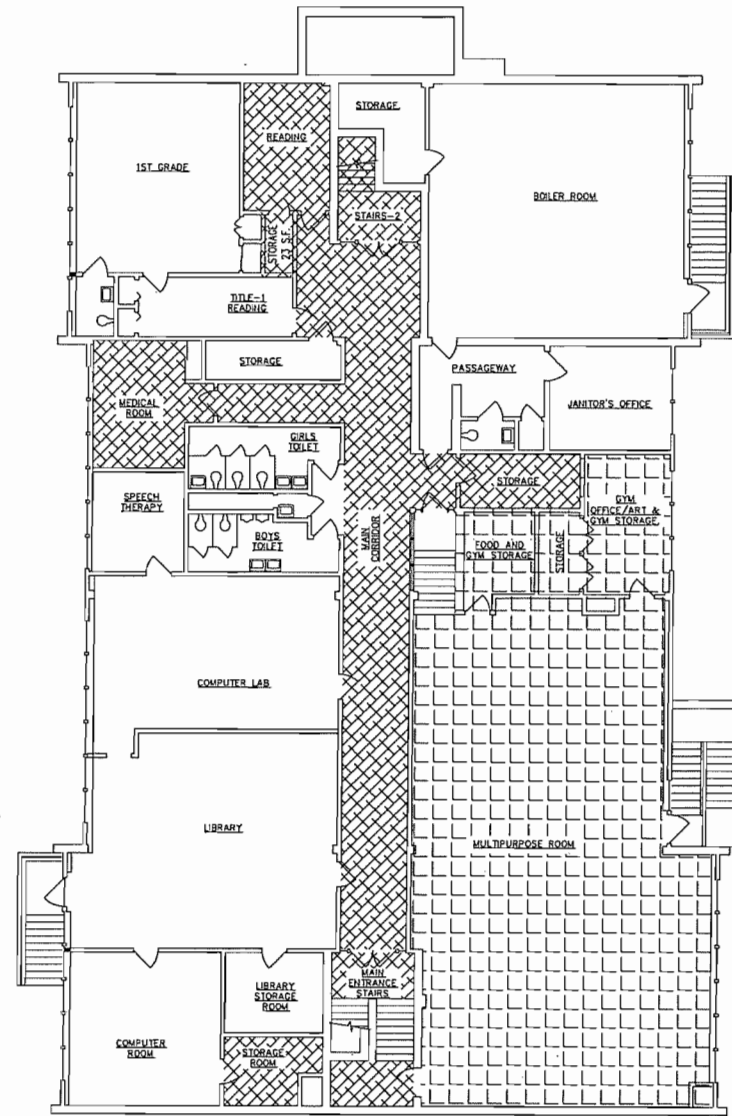 STORAGE
READING
1ST GRADE
BOILER ROOM
STAIRS-2
STORAGE
23 S.F.
TITLE-1
READING
STORAGE
PASSAGEWAY
MEDICAL
ROOM
JANITOR'S OFFICE
GIRLS
TOILET
STORAGE
SPEECH
THERAPY
GYM
OFFICE/ART &
GYM STORAGE
BOYS
TOILET
MAIN
CORRIDOR
FOOD AND
GYM STORAGE
STORAGE
COMPUTER LAB
LIBRARY
MULTIPURPOSE ROOM
MAIN
ENTRANCE
STAIRS
LIBRARY
STORAGE
ROOM
COMPUTER
ROOM
STORAGE
ROOM